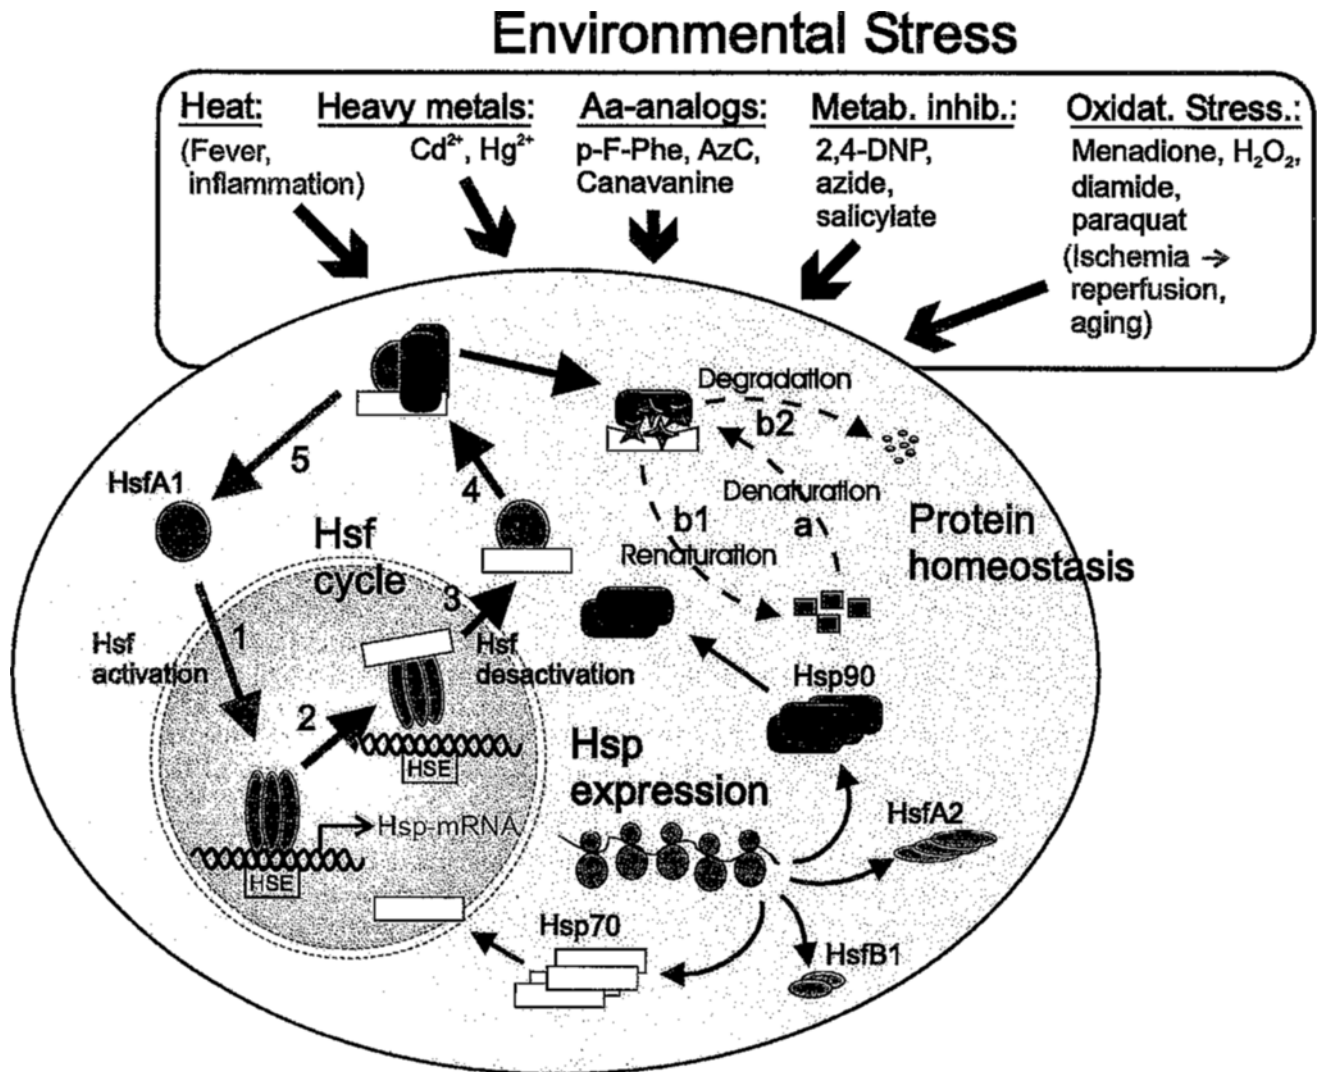 Environmental Stress
Heat:
(Fever,
inflammation)
Heavy metals:
Cd²⁺, Hg²⁺
Aa-analogs:
p-F-Phe, AzC,
Canavanine
Metab. inhib.:
2,4-DNP,
azide,
salicylate
Oxidat. Stress.:
Menadione, H₂O₂,
diamide,
paraquat
(Ischemia →
reperfusion,
aging)
Degradation
b2
5
HsfA1
4
Denaturation
a
b1
Renaturation
Protein
homeostasis
Hsf
cycle
3
1
Hsf
activation
Hsf
desactivation
2
HSE
Hsp90
Hsp
expression
Hsp-mRNA
HSE
HsfA2
Hsp70
HsfB1